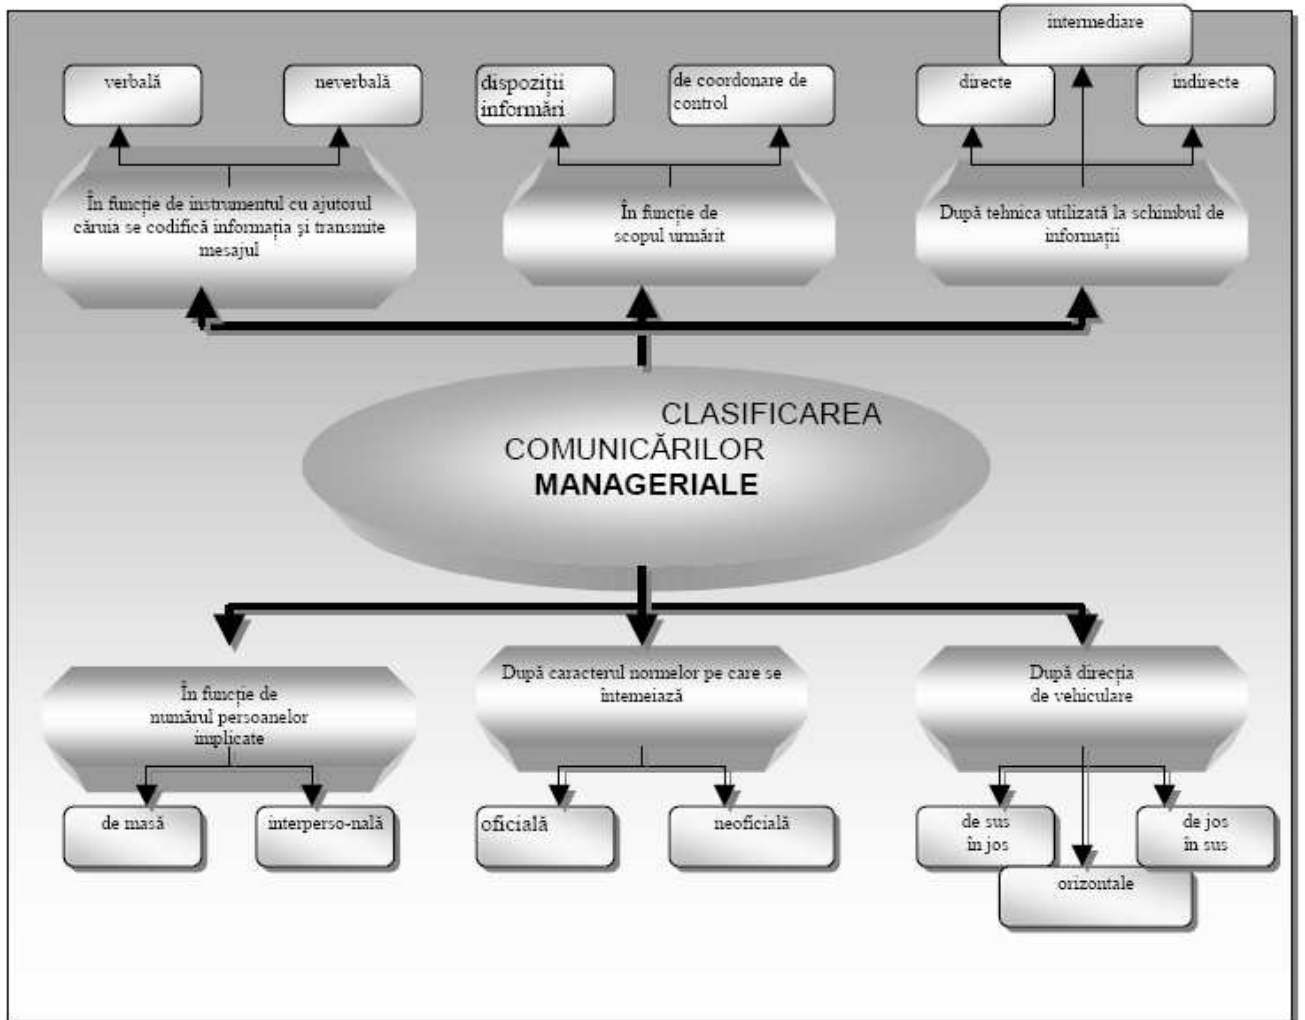 intermediare
verbală
neverbală
dispoziții
informări
de coordonare de
control
directe
indirecte
În funcție de instrumentul cu ajutorul
căruia se codifică informația și transmite
mesajul
În funcție de
scopul urmărit
După tehnica utilizată la schimbul de
informații
CLASIFICAREA
COMUNICĂRILOR
MANAGERIALE
În funcție de
numărul persoanelor
implicate
După caracterul normelor pe care se
întemeiază
După direcția
de vehiculare
de masă
interperso-nală
oficială
neoficială
de sus
în jos
de jos
în sus
orizontale